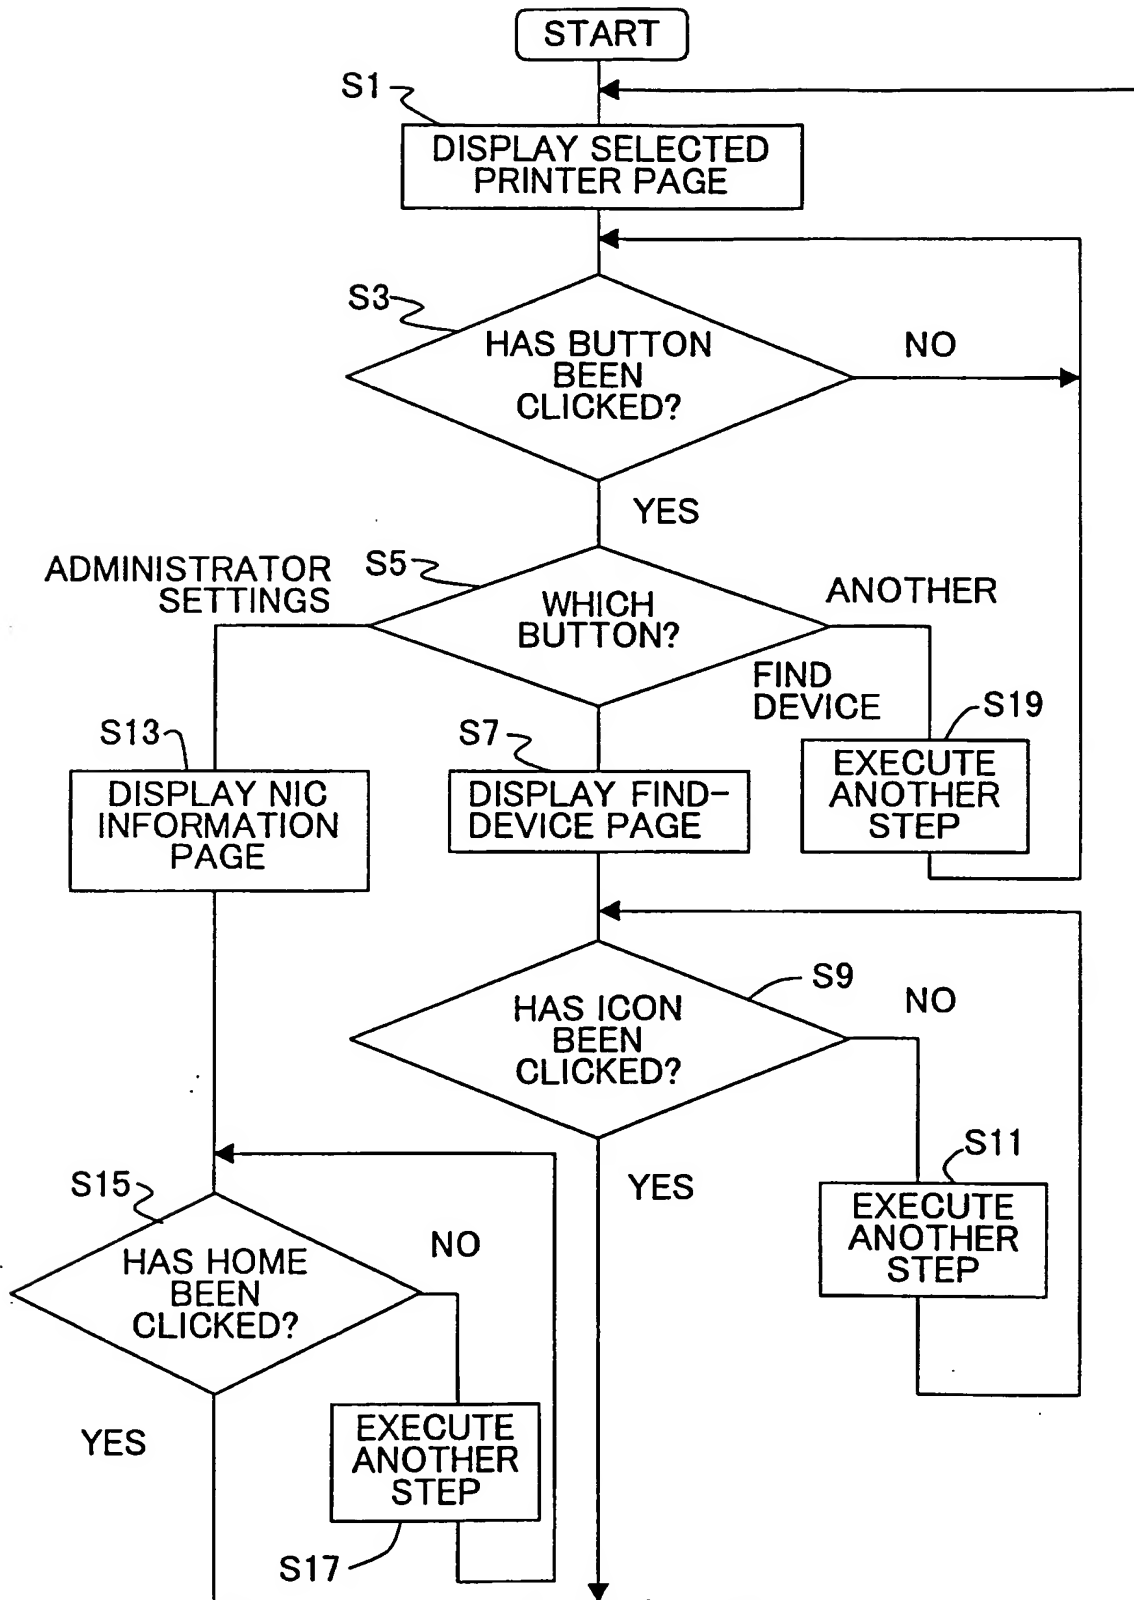 START
S1
DISPLAY SELECTED
PRINTER PAGE
S3
HAS BUTTON
BEEN
CLICKED?
NO
YES
ADMINISTRATOR
SETTINGS
S5
WHICH
BUTTON?
ANOTHER
FIND
DEVICE
S13
DISPLAY NIC
INFORMATION
PAGE
S7
DISPLAY FIND-
DEVICE PAGE
S19
EXECUTE
ANOTHER
STEP
S9
HAS ICON
BEEN
CLICKED?
NO
YES
S11
EXECUTE
ANOTHER
STEP
S15
HAS HOME
BEEN
CLICKED?
NO
YES
EXECUTE
ANOTHER
STEP
S17